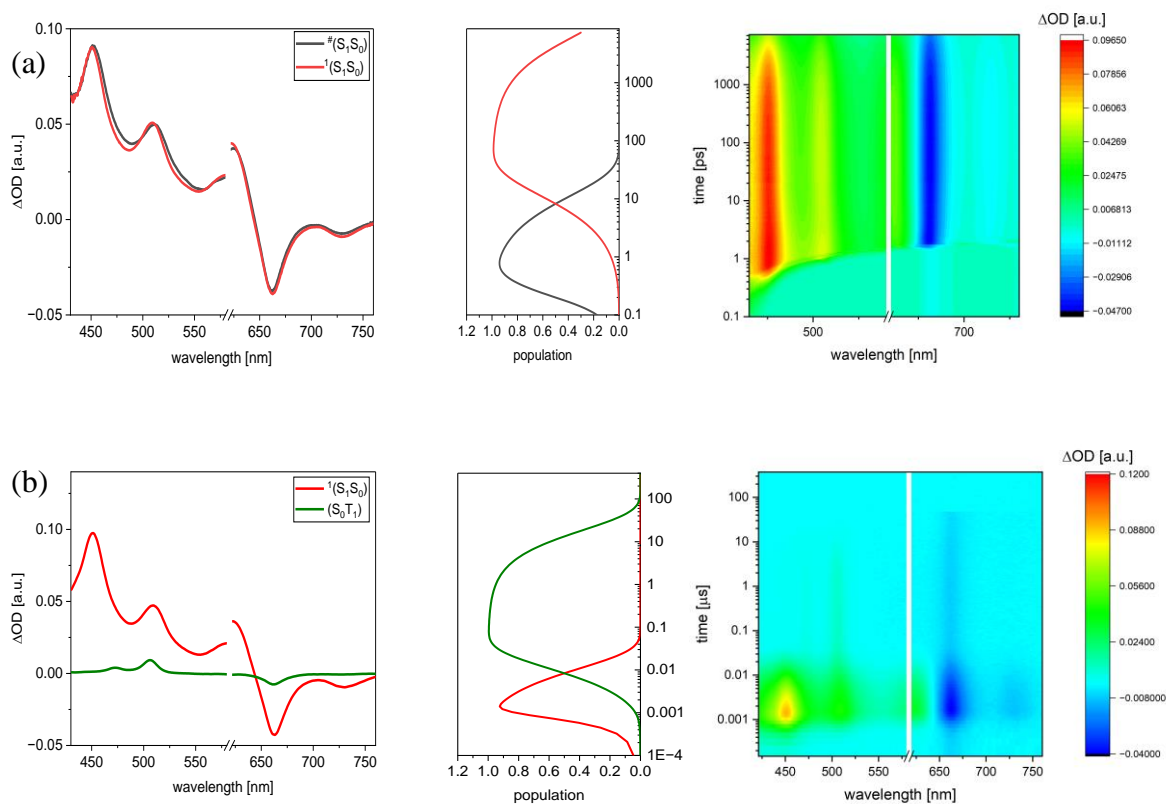 (a)
0.10
0.05
0.00
−0.05
ΔOD [a.u.]
#(S1S0)
1(S1S0)
450 500 650 700 750
wavelength [nm]
1000
100
10
1
0.1
1.2 1.0 0.8 0.6 0.4 0.2 0.0
population
time [ps]
1000
100
10
1
0.1
500 700
wavelength [nm]
ΔOD [a.u.]
0.09650
0.07856
0.06063
0.04269
0.02475
0.006813
−0.01112
−0.02906
−0.04700
(b)
0.10
0.05
0.00
−0.05
ΔOD [a.u.]
1(S1S0)
(S0T1)
450 500 650 700 750
wavelength [nm]
100
10
1
0.1
0.01
0.001
1E−4
1.2 1.0 0.8 0.6 0.4 0.2 0.0
population
time [μs]
100
10
1
0.1
0.01
0.001
450 500 550 650 700 750
wavelength [nm]
ΔOD [a.u.]
0.1200
0.08800
0.05600
0.02400
−0.008000
−0.04000